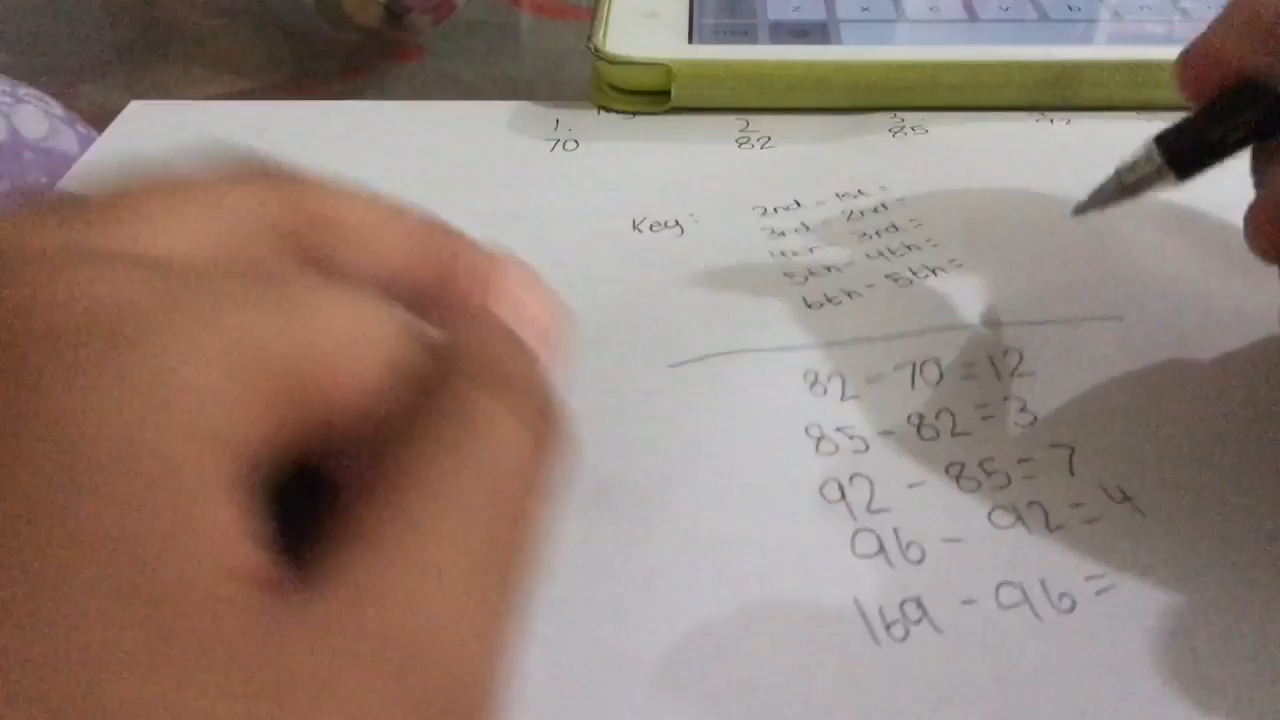 z x c v b n
1. 2 3.
70 82 85
Key: 2nd - 1st =
3rd - 2nd =
4th - 3rd =
5th - 4th =
6th - 5th =
82 - 70 = 12
85 - 82 = 3
92 - 85 = 7
96 - 92 = 4
169 - 96 =